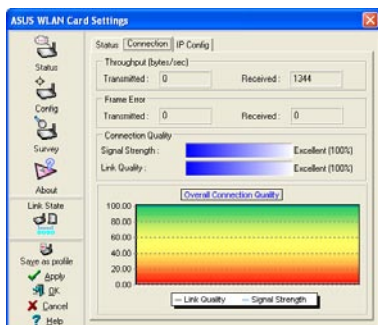 ASUS WLAN Card Settings
Status
Config
Survey
About
Link State
Save as profile
Apply
OK
Cancel
Help
Status Connection IP Config
Throughput (bytes/sec)
Transmitted : 0 Received : 1344
Frame Error
Transmitted : 0 Received : 0
Connection Quality
Signal Strength : Excellent (100%)
Link Quality : Excellent (100%)
Overall Connection Quality
100.00
80.00
60.00
40.00
20.00
0.00
Link Quality Signal Strength